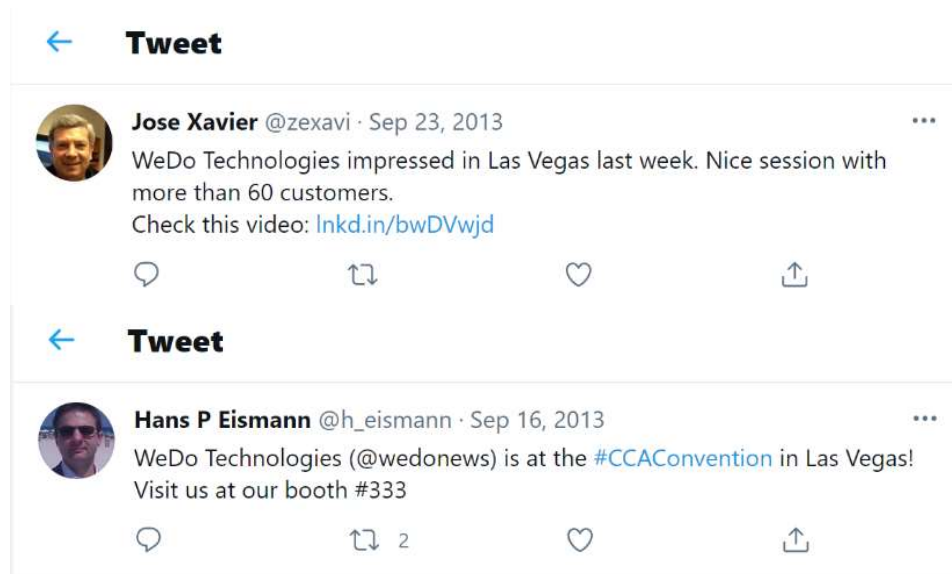 Tweet
Jose Xavier @zexavi · Sep 23, 2013
WeDo Technologies impressed in Las Vegas last week. Nice session with
more than 60 customers.
Check this video: lnkd.in/bwDVwjd
Tweet
Hans P Eismann @h_eismann · Sep 16, 2013
WeDo Technologies (@wedonews) is at the #CCAConvention in Las Vegas!
Visit us at our booth #333
2